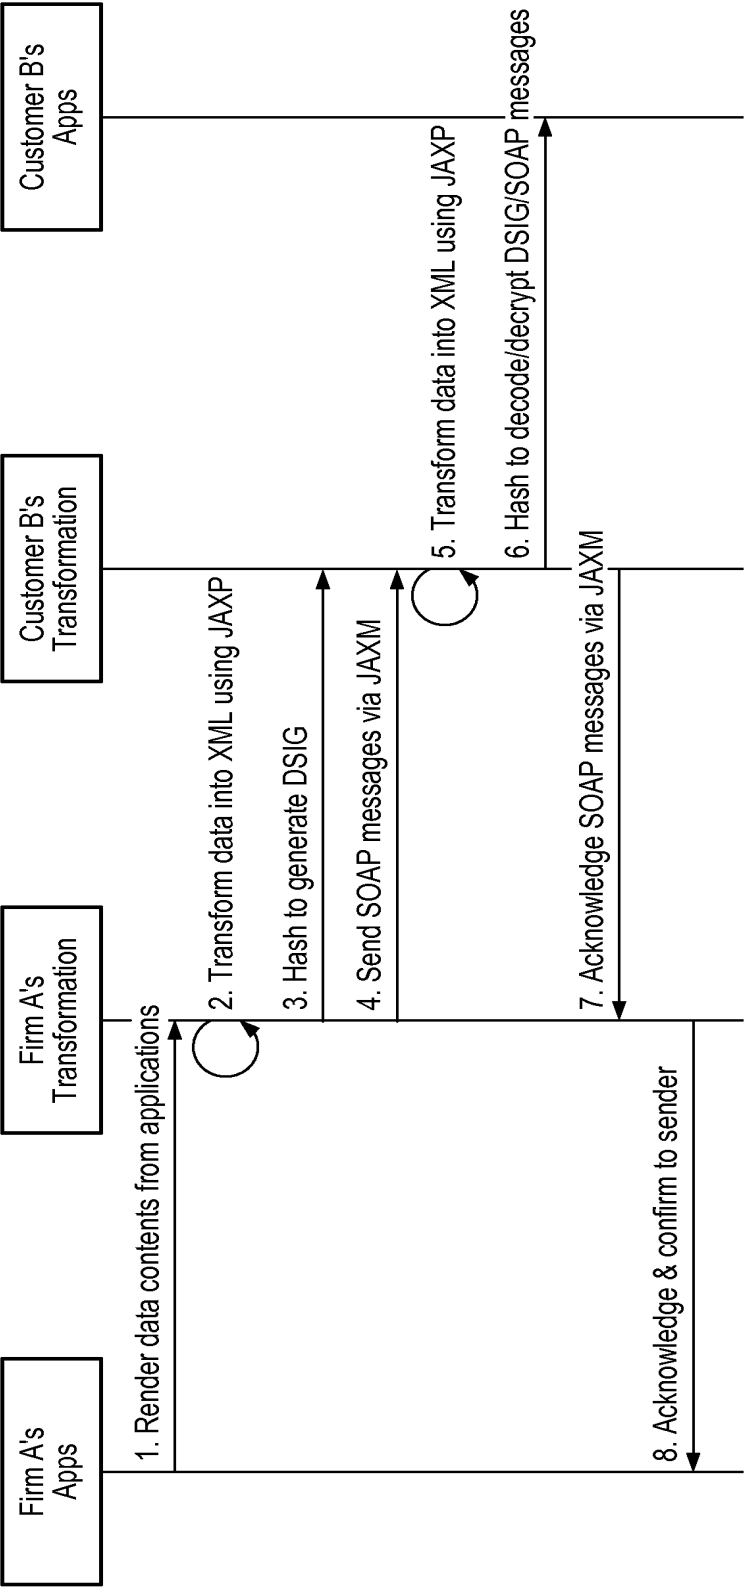 Firm A's
Apps
Firm A's
Transformation
Customer B's
Transformation
Customer B's
Apps
1. Render data contents from applications
2. Transform data into XML using JAXP
3. Hash to generate DSIG
4. Send SOAP messages via JAXM
5. Transform data into XML using JAXP
6. Hash to decode/decrypt DSIG/SOAP messages
7. Acknowledge SOAP messages via JAXM
8. Acknowledge & confirm to sender